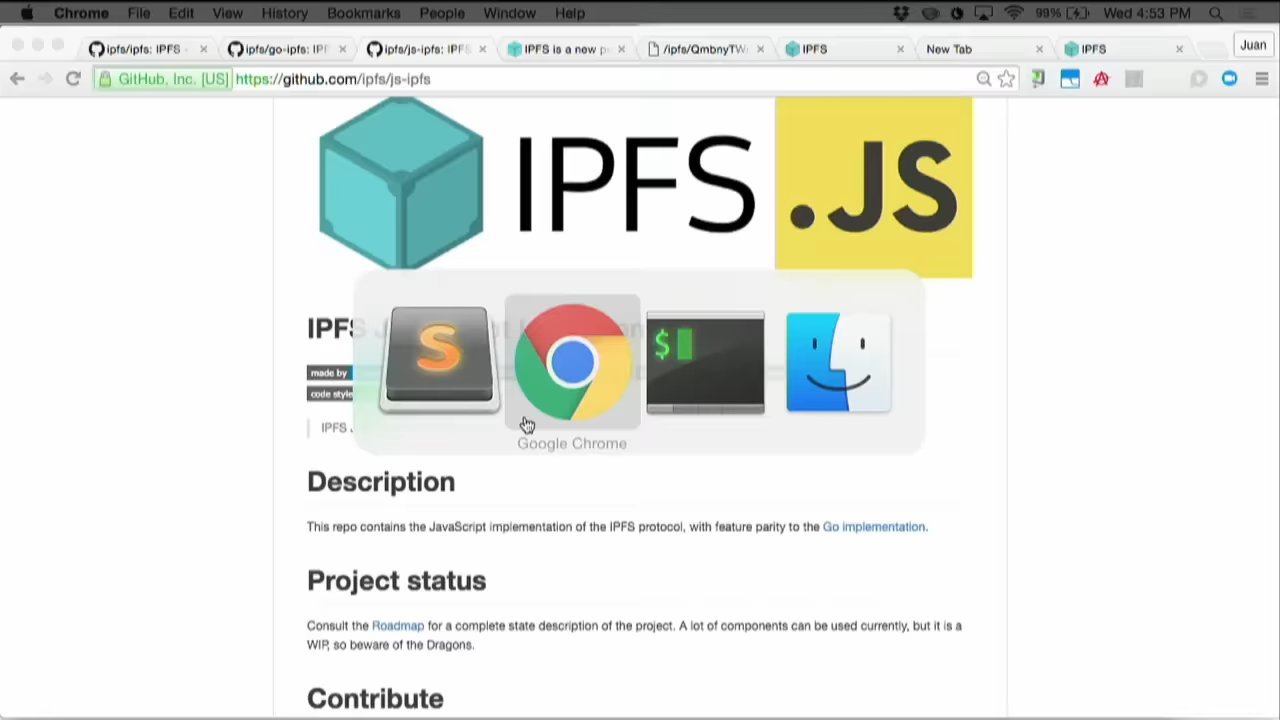 Chrome File Edit View History Bookmarks People Window Help 99% Wed 4:53 PM
ipfs/ipfs: IPFS - ipfs/go-ipfs: IPF ipfs/js-ipfs: IPFS IPFS is a new p /ipfs/QmbnyTW IPFS New Tab IPFS Juan
GitHub, Inc. [US] https://github.com/ipfs/js-ipfs
IPFS .JS
IPFS
made by
code style
IPFS
S
$
Google Chrome
Description
This repo contains the JavaScript implementation of the IPFS protocol, with feature parity to the Go implementation.
Project status
Consult the Roadmap for a complete state description of the project. A lot of components can be used currently, but it is a
WIP, so beware of the Dragons.
Contribute